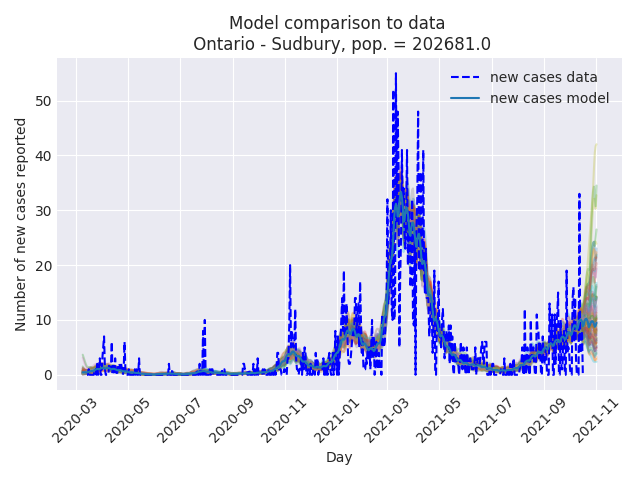 Model comparison to data
Ontario - Sudbury, pop. = 202681.0
new cases data
new cases model
Number of new cases reported
50
40
30
20
10
0
2020-03
2020-05
2020-07
2020-09
2020-11
2021-01
2021-03
2021-05
2021-07
2021-09
2021-11
Day